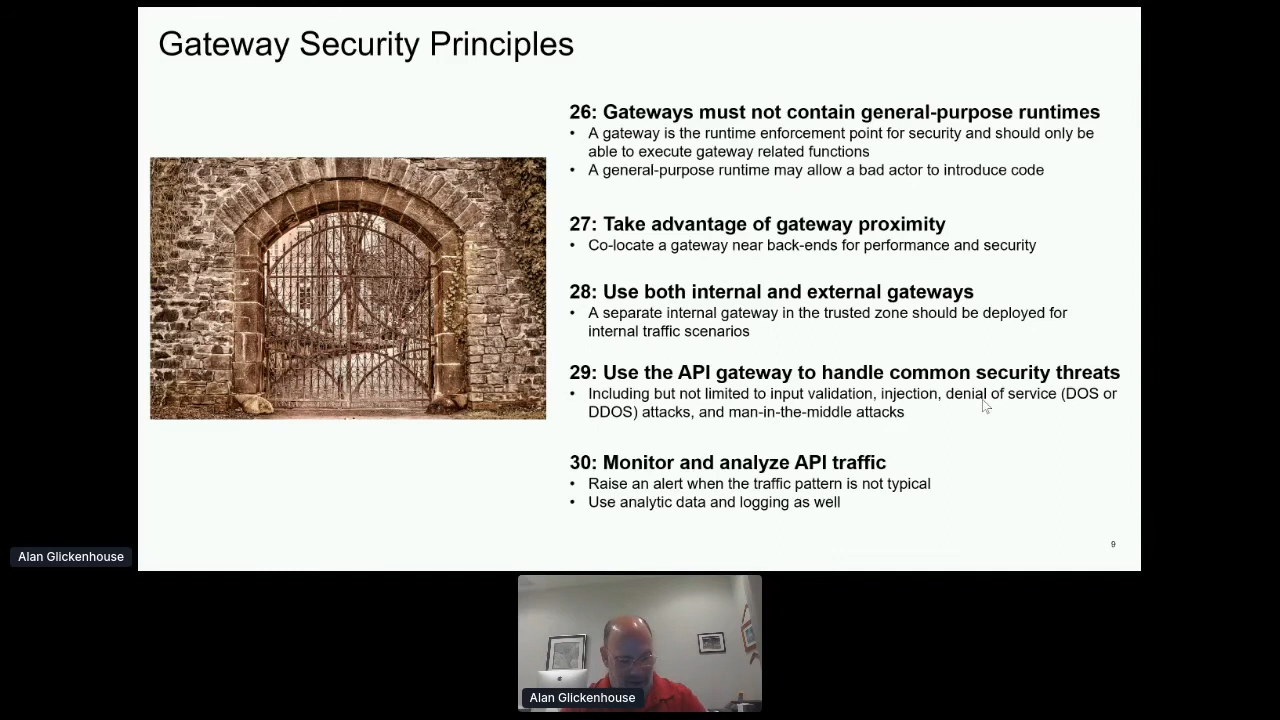 Gateway Security Principles
26: Gateways must not contain general-purpose runtimes
• A gateway is the runtime enforcement point for security and should only be
able to execute gateway related functions
• A general-purpose runtime may allow a bad actor to introduce code
27: Take advantage of gateway proximity
• Co-locate a gateway near back-ends for performance and security
28: Use both internal and external gateways
• A separate internal gateway in the trusted zone should be deployed for
internal traffic scenarios
29: Use the API gateway to handle common security threats
• Including but not limited to input validation, injection, denial of service (DOS or
DDOS) attacks, and man-in-the-middle attacks
30: Monitor and analyze API traffic
• Raise an alert when the traffic pattern is not typical
• Use analytic data and logging as well
9
Alan Glickenhouse
Alan Glickenhouse